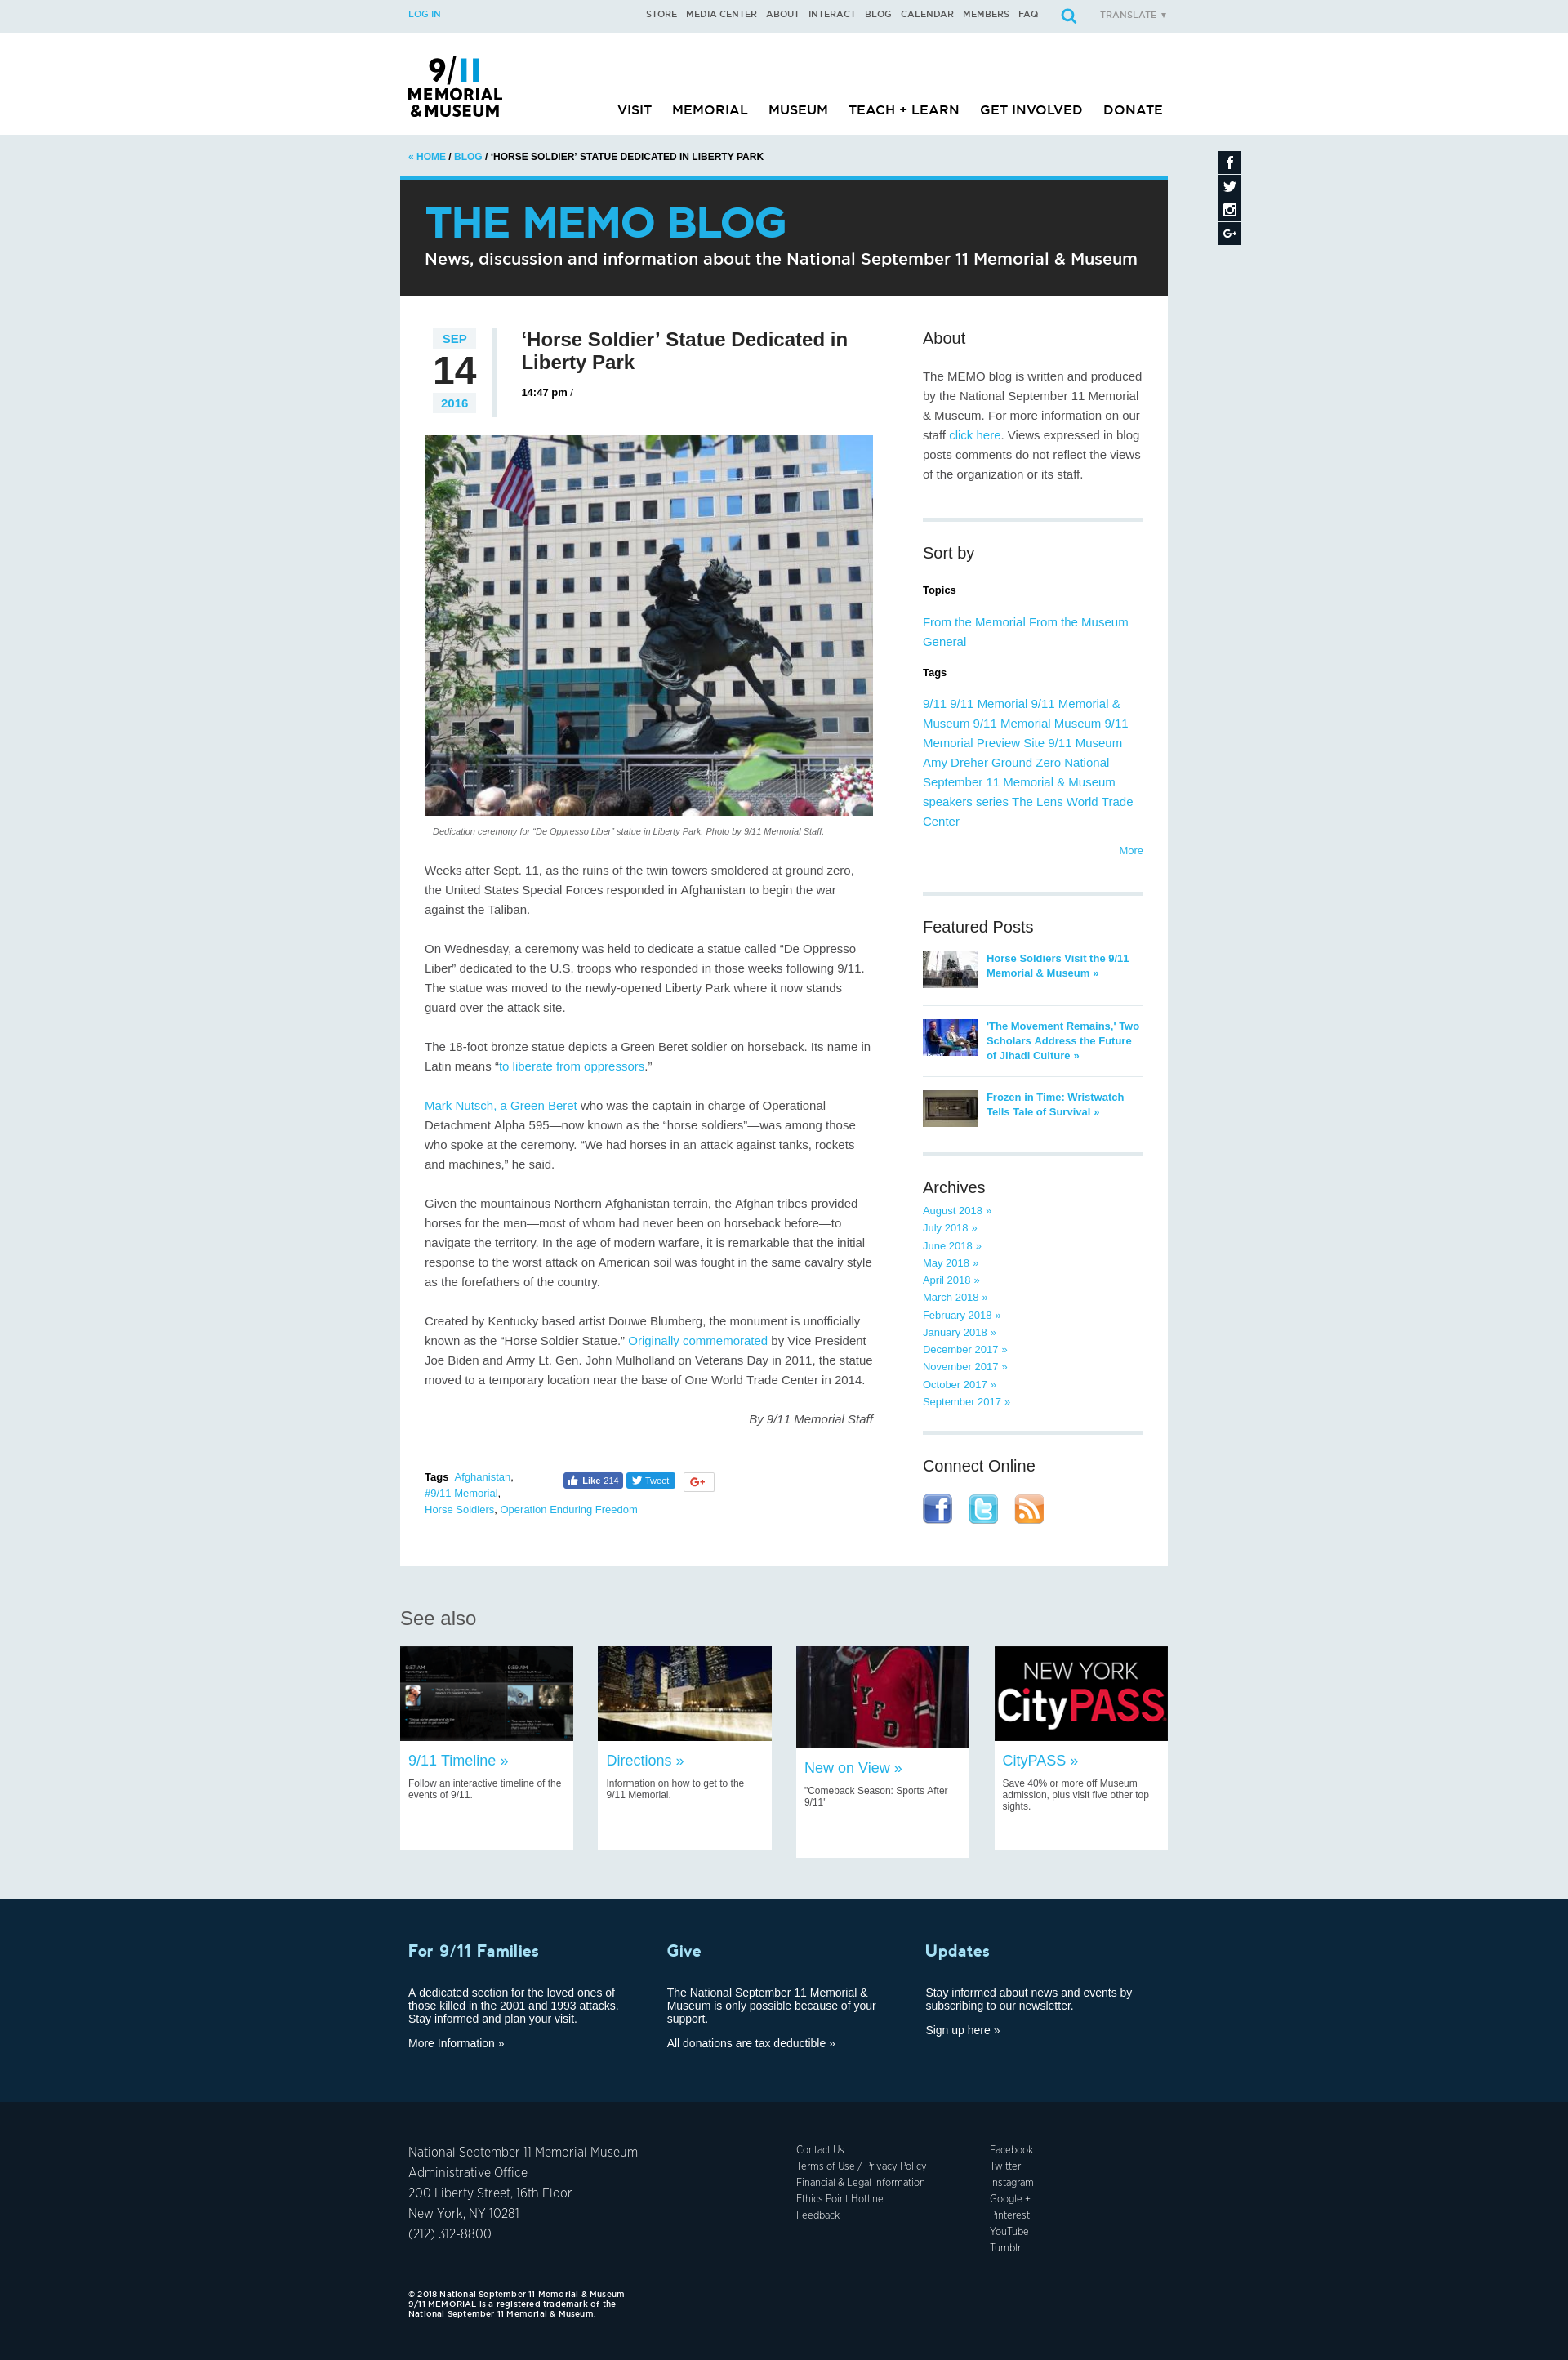 LOG IN
STORE MEDIA CENTER ABOUT INTERACT BLOG CALENDAR MEMBERS FAQ
TRANSLATE ▼
9/11
MEMORIAL
&MUSEUM
VISIT MEMORIAL MUSEUM TEACH + LEARN GET INVOLVED DONATE
« HOME / BLOG / ‘HORSE SOLDIER’ STATUE DEDICATED IN LIBERTY PARK
THE MEMO BLOG
News, discussion and information about the National September 11 Memorial & Museum
SEP
14
2016
‘Horse Soldier’ Statue Dedicated in
Liberty Park
14:47 pm /
Dedication ceremony for “De Oppresso Liber” statue in Liberty Park. Photo by 9/11 Memorial Staff.
Weeks after Sept. 11, as the ruins of the twin towers smoldered at ground zero,
the United States Special Forces responded in Afghanistan to begin the war
against the Taliban.
On Wednesday, a ceremony was held to dedicate a statue called “De Oppresso
Liber” dedicated to the U.S. troops who responded in those weeks following 9/11.
The statue was moved to the newly-opened Liberty Park where it now stands
guard over the attack site.
The 18-foot bronze statue depicts a Green Beret soldier on horseback. Its name in
Latin means “to liberate from oppressors.”
Mark Nutsch, a Green Beret who was the captain in charge of Operational
Detachment Alpha 595—now known as the “horse soldiers”—was among those
who spoke at the ceremony. “We had horses in an attack against tanks, rockets
and machines,” he said.
Given the mountainous Northern Afghanistan terrain, the Afghan tribes provided
horses for the men—most of whom had never been on horseback before—to
navigate the territory. In the age of modern warfare, it is remarkable that the initial
response to the worst attack on American soil was fought in the same cavalry style
as the forefathers of the country.
Created by Kentucky based artist Douwe Blumberg, the monument is unofficially
known as the “Horse Soldier Statue.” Originally commemorated by Vice President
Joe Biden and Army Lt. Gen. John Mulholland on Veterans Day in 2011, the statue
moved to a temporary location near the base of One World Trade Center in 2014.
By 9/11 Memorial Staff
Tags Afghanistan,
#9/11 Memorial,
Horse Soldiers, Operation Enduring Freedom
Like 214
Tweet
G+
About
The MEMO blog is written and produced
by the National September 11 Memorial
& Museum. For more information on our
staff click here. Views expressed in blog
posts comments do not reflect the views
of the organization or its staff.
Sort by
Topics
From the Memorial From the Museum
General
Tags
9/11 9/11 Memorial 9/11 Memorial &
Museum 9/11 Memorial Museum 9/11
Memorial Preview Site 9/11 Museum
Amy Dreher Ground Zero National
September 11 Memorial & Museum
speakers series The Lens World Trade
Center
More
Featured Posts
Horse Soldiers Visit the 9/11
Memorial & Museum »
'The Movement Remains,' Two
Scholars Address the Future
of Jihadi Culture »
Frozen in Time: Wristwatch
Tells Tale of Survival »
Archives
August 2018 »
July 2018 »
June 2018 »
May 2018 »
April 2018 »
March 2018 »
February 2018 »
January 2018 »
December 2017 »
November 2017 »
October 2017 »
September 2017 »
Connect Online
See also
9:57 AM
9:59 AM
9/11 Timeline »
Follow an interactive timeline of the
events of 9/11.
Directions »
Information on how to get to the
9/11 Memorial.
NYFD
New on View »
"Comeback Season: Sports After
9/11"
NEW YORK
CityPASS
CityPASS »
Save 40% or more off Museum
admission, plus visit five other top
sights.
For 9/11 Families
A dedicated section for the loved ones of
those killed in the 2001 and 1993 attacks.
Stay informed and plan your visit.
More Information »
Give
The National September 11 Memorial &
Museum is only possible because of your
support.
All donations are tax deductible »
Updates
Stay informed about news and events by
subscribing to our newsletter.
Sign up here »
National September 11 Memorial Museum
Administrative Office
200 Liberty Street, 16th Floor
New York, NY 10281
(212) 312-8800
Contact Us
Terms of Use / Privacy Policy
Financial & Legal Information
Ethics Point Hotline
Feedback
Facebook
Twitter
Instagram
Google +
Pinterest
YouTube
Tumblr
© 2018 National September 11 Memorial & Museum
9/11 MEMORIAL is a registered trademark of the
National September 11 Memorial & Museum.